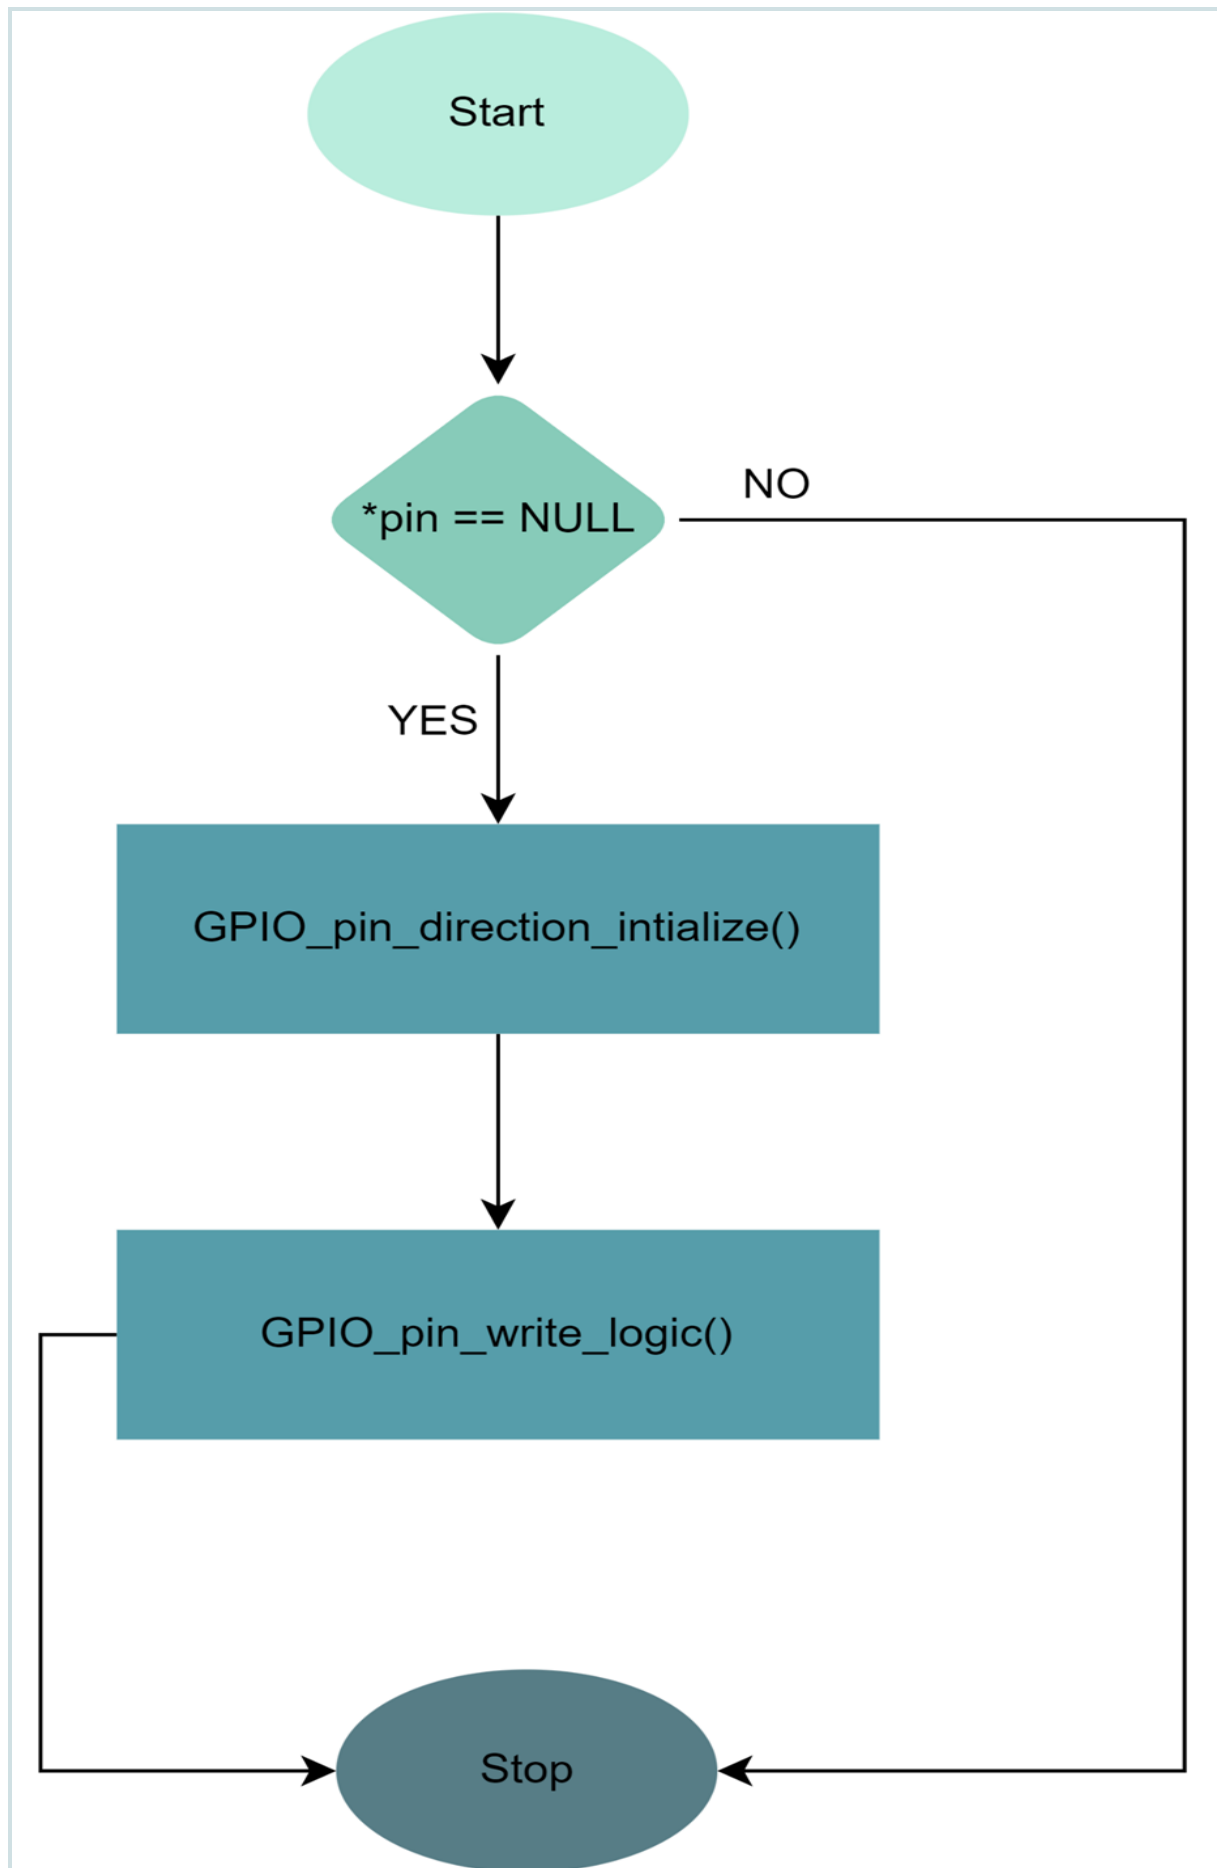 Start
*pin == NULL
NO
YES
GPIO_pin_direction_intialize()
GPIO_pin_write_logic()
Stop